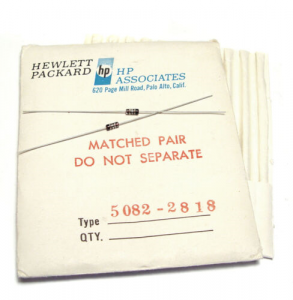 HEWLETT hp HP
PACKARD ASSOCIATES
620 Page Mill Road, Palo Alto, Calif.
MATCHED PAIR
DO NOT SEPARATE
Type 5082-2818
QTY.